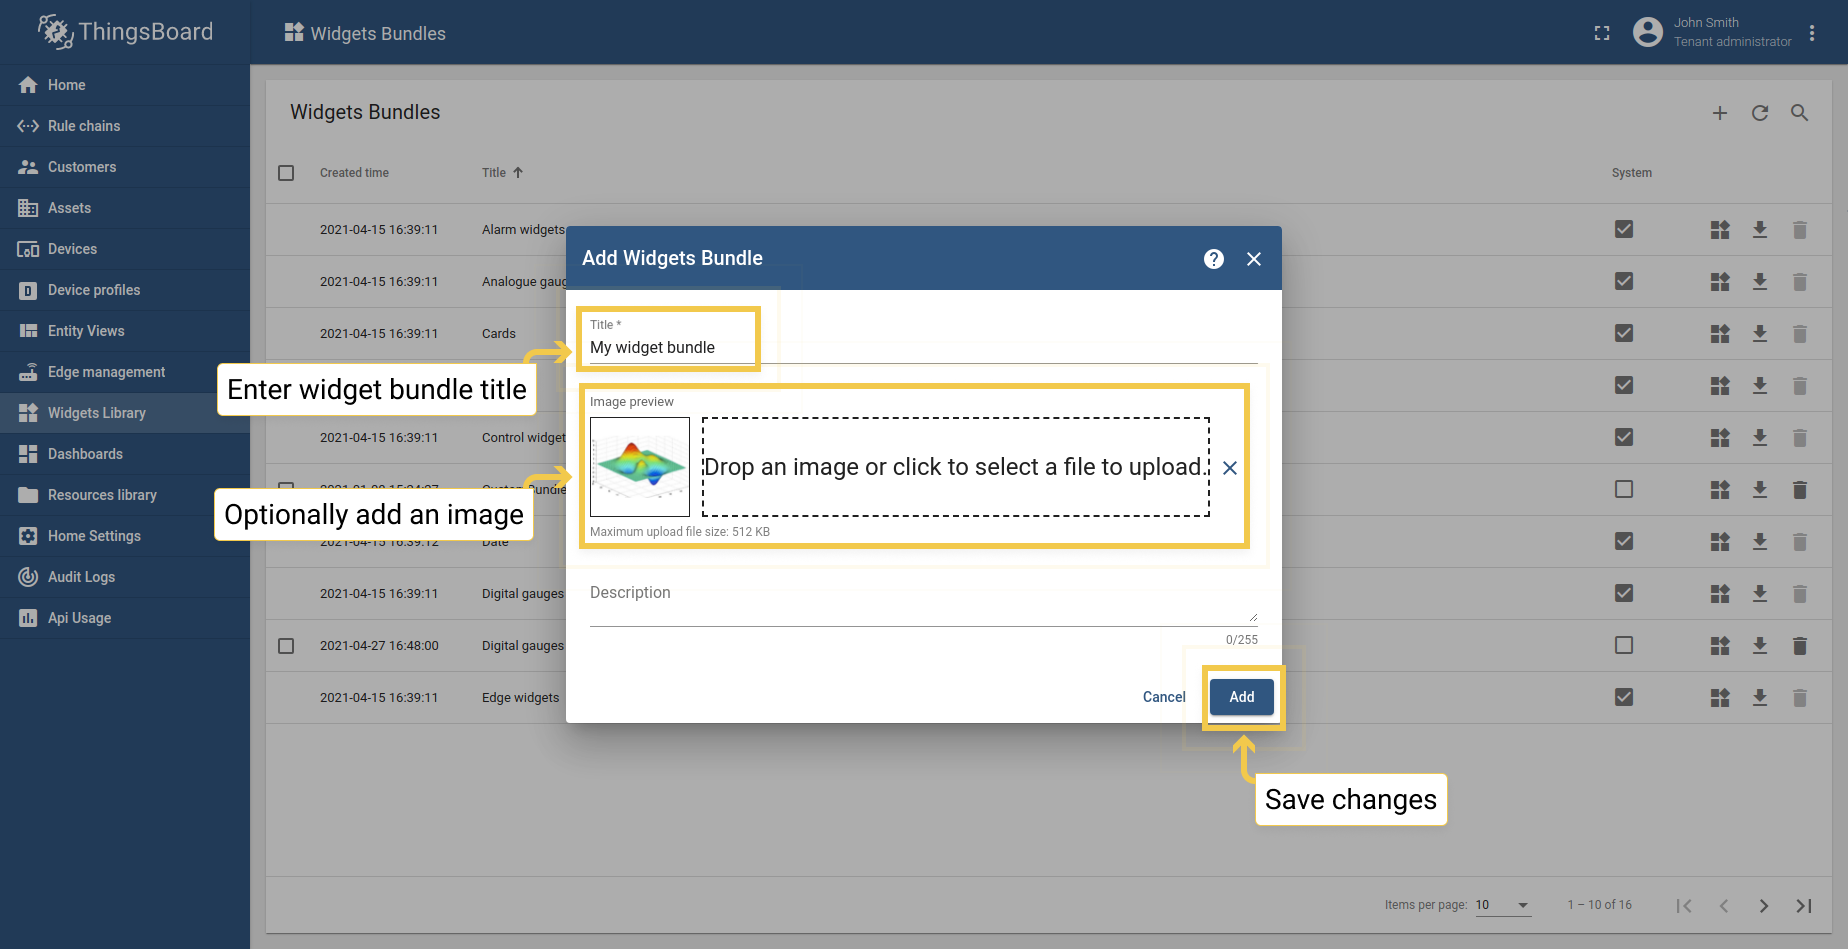 ThingsBoard
Widgets Bundles
John Smith
Tenant administrator
Home
Rule chains
Customers
Assets
Devices
Device profiles
Entity Views
Edge management
Widgets Library
Dashboards
Resources library
Home Settings
Audit Logs
Api Usage
Widgets Bundles
Created time Title System
2021-04-15 16:39:11 Alarm widgets
2021-04-15 16:39:11 Analogue gaug
2021-04-15 16:39:11 Cards
2021-04-15 16:39:11 Control widget
Bundle
2021-04-15 16:39:12 Date
2021-04-15 16:39:11 Digital gauges
2021-04-27 16:48:00 Digital gauges
2021-04-15 16:39:11 Edge widgets
Items per page: 10 1 – 10 of 16
Add Widgets Bundle
?
Title *
My widget bundle
Image preview
Drop an image or click to select a file to upload.
Maximum upload file size: 512 KB
Description
0/255
Cancel Add
Enter widget bundle title
Optionally add an image
Save changes